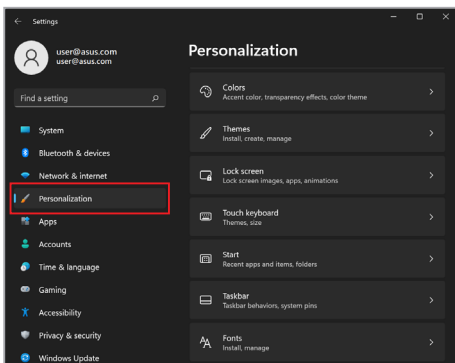 Settings
user@asus.com
user@asus.com
Find a setting
System
Bluetooth & devices
Network & internet
Personalization
Apps
Accounts
Time & language
Gaming
Accessibility
Privacy & security
Windows Update
Personalization
Colors
Accent color, transparency effects, color theme
Themes
Install, create, manage
Lock screen
Lock screen images, apps, animations
Touch keyboard
Themes, size
Start
Recent apps and items, folders
Taskbar
Taskbar behaviors, system pins
Fonts
Install, manage